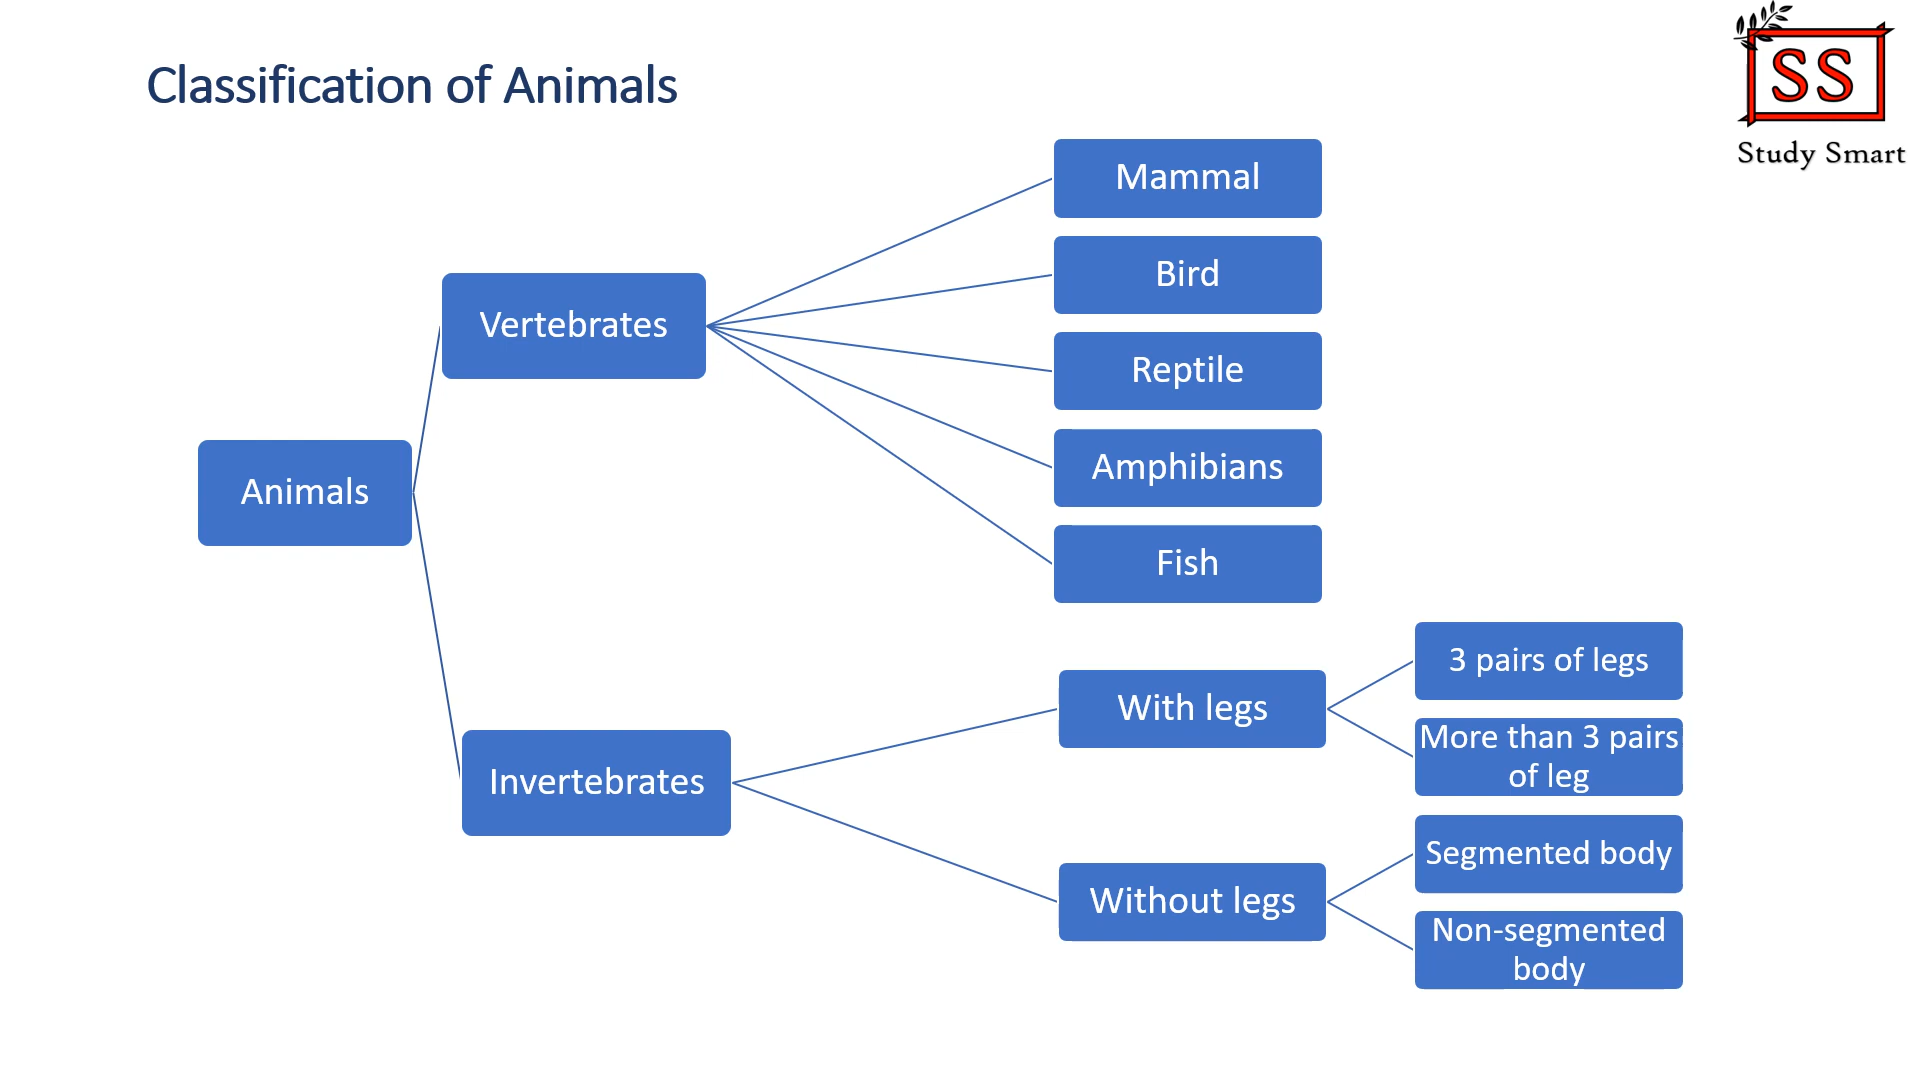 Classification of Animals
SS
Study Smart
Animals
Vertebrates
Mammal
Bird
Reptile
Amphibians
Fish
Invertebrates
With legs
3 pairs of legs
More than 3 pairs
of leg
Without legs
Segmented body
Non-segmented
body